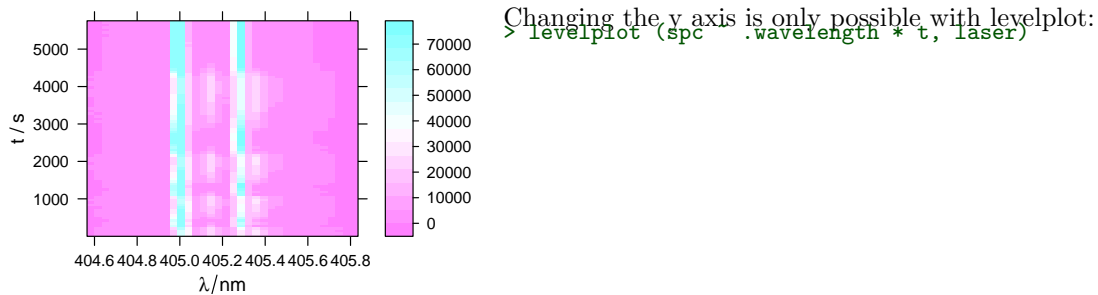 Changing the y axis is only possible with levelplot:
> levelplot (spc ~ .wavelength * t, laser)
t / s
5000
4000
3000
2000
1000
404.6 404.8 405.0 405.2 405.4 405.6 405.8
λ/nm
70000
60000
50000
40000
30000
20000
10000
0